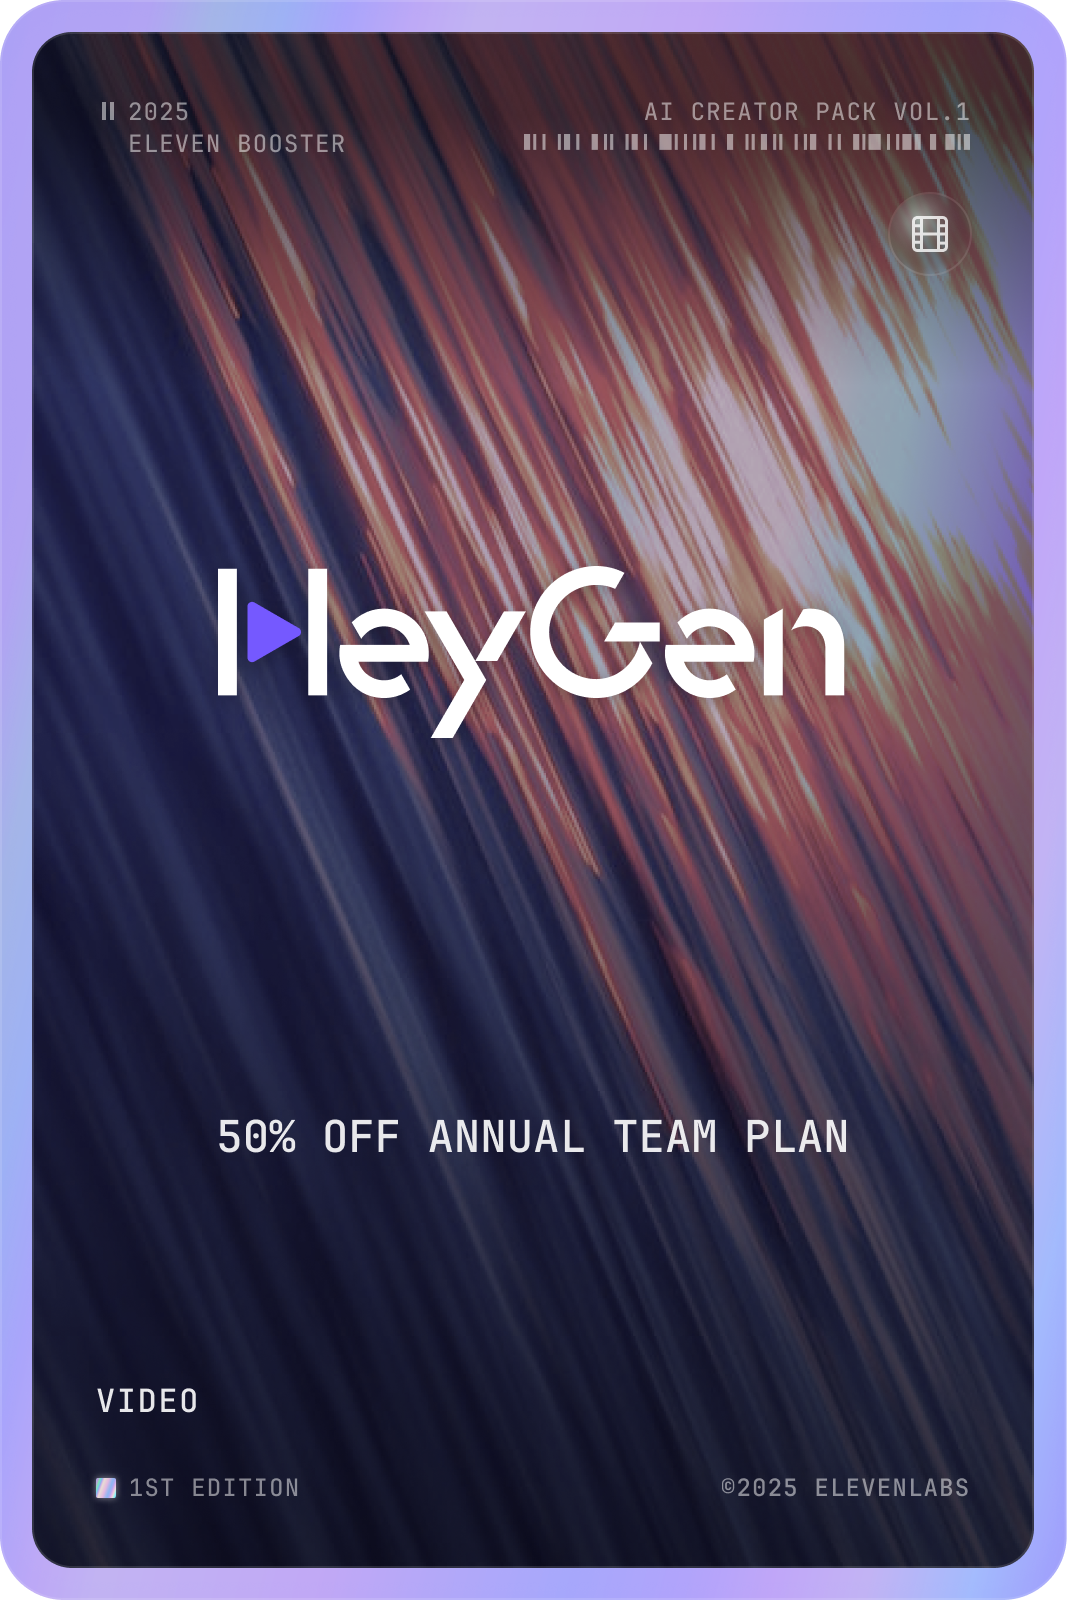 2025
ELEVEN BOOSTER
AI CREATOR PACK VOL.1
HeyGen
50% OFF ANNUAL TEAM PLAN
VIDEO
1ST EDITION
©2025 ELEVENLABS